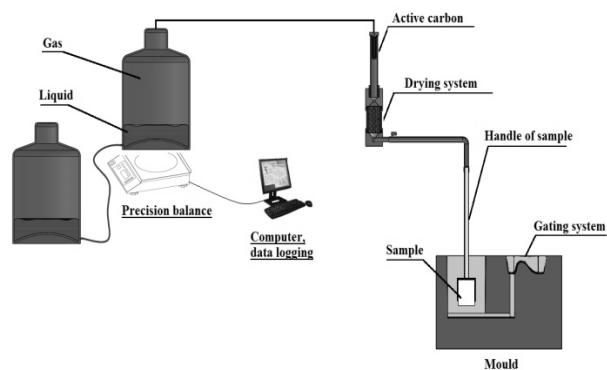 Gas
Liquid
Precision balance
Computer,
data logging
Active carbon
Drying system
Handle of sample
Gating system
Sample
Mould